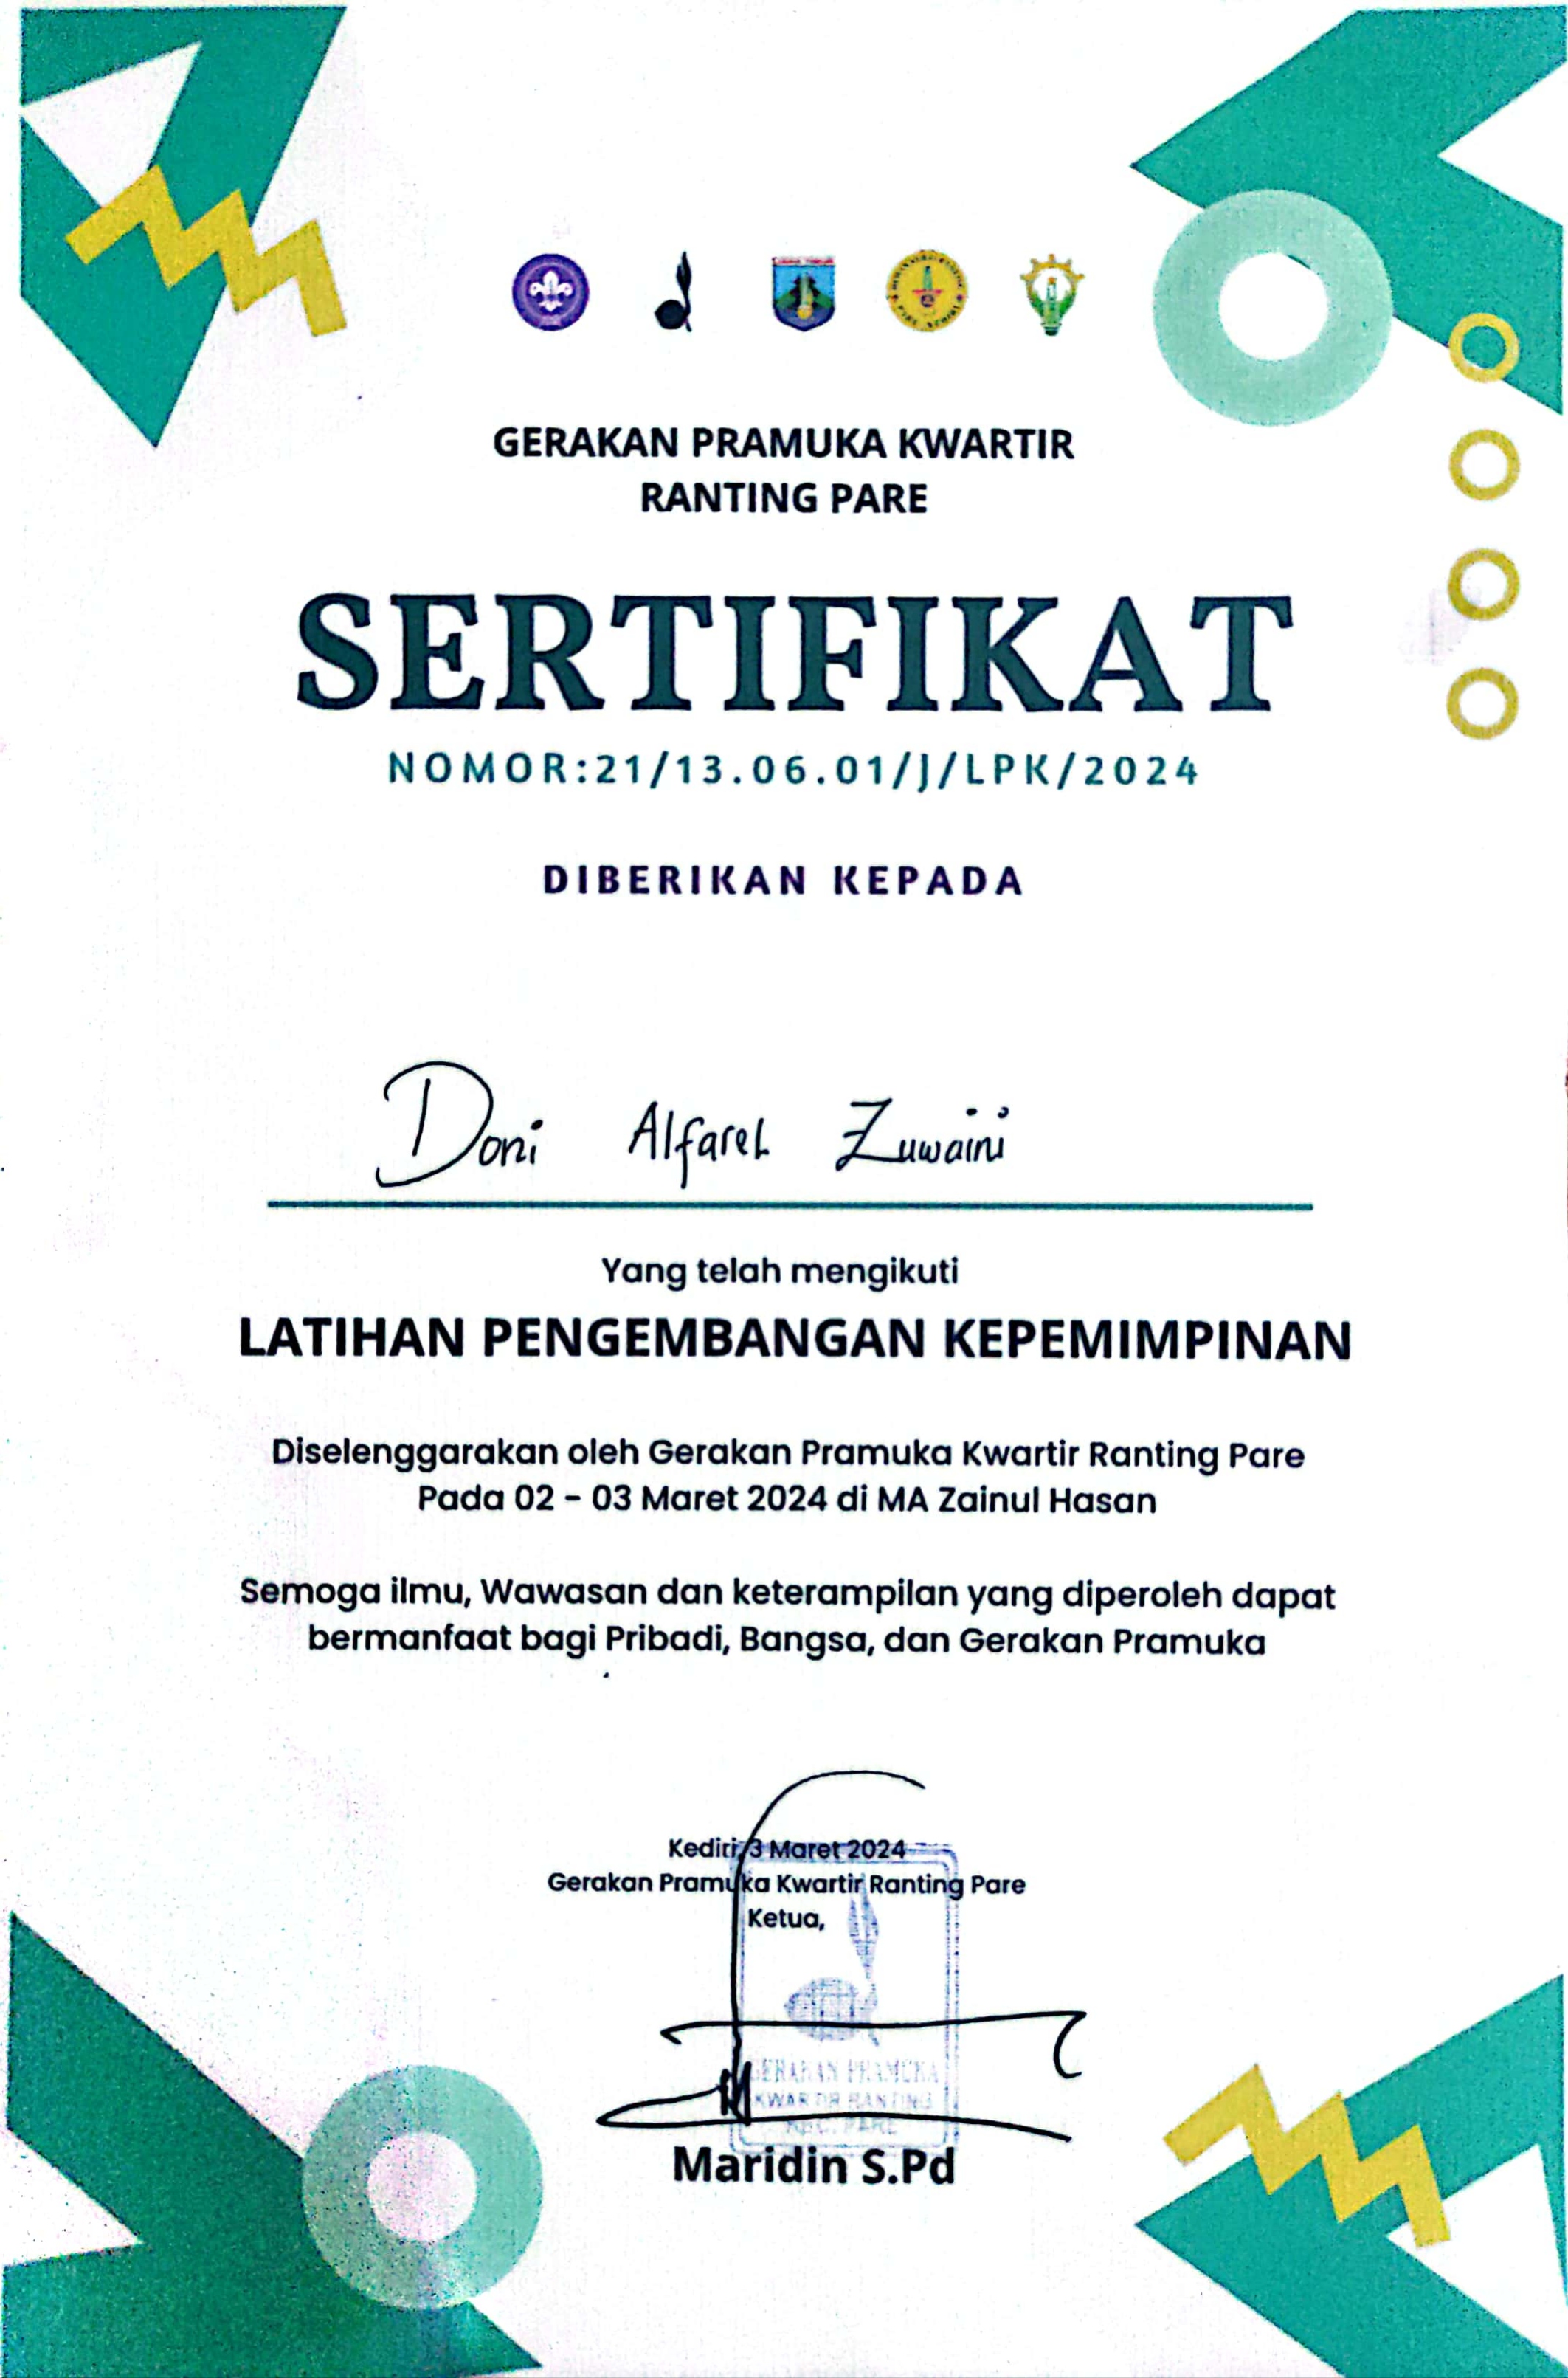 GERAKAN PRAMUKA KWARTIR
RANTING PARE
SERTIFIKAT
NOMOR:21/13.06.01/J/LPK/2024
DIBERIKAN KEPADA
Doni Alfarel Zuwaini
Yang telah mengikuti
LATIHAN PENGEMBANGAN KEPEMIMPINAN
Diselenggarakan oleh Gerakan Pramuka Kwartir Ranting Pare
Pada 02 - 03 Maret 2024 di MA Zainul Hasan
Semoga ilmu, Wawasan dan keterampilan yang diperoleh dapat
bermanfaat bagi Pribadi, Bangsa, dan Gerakan Pramuka
Kediri, 3 Maret 2024
Gerakan Pramuka Kwartir Ranting Pare
Ketua,
GERAKAN PRAMUKA
KWARTIR RANTING
KEC. PARE
Maridin S.Pd